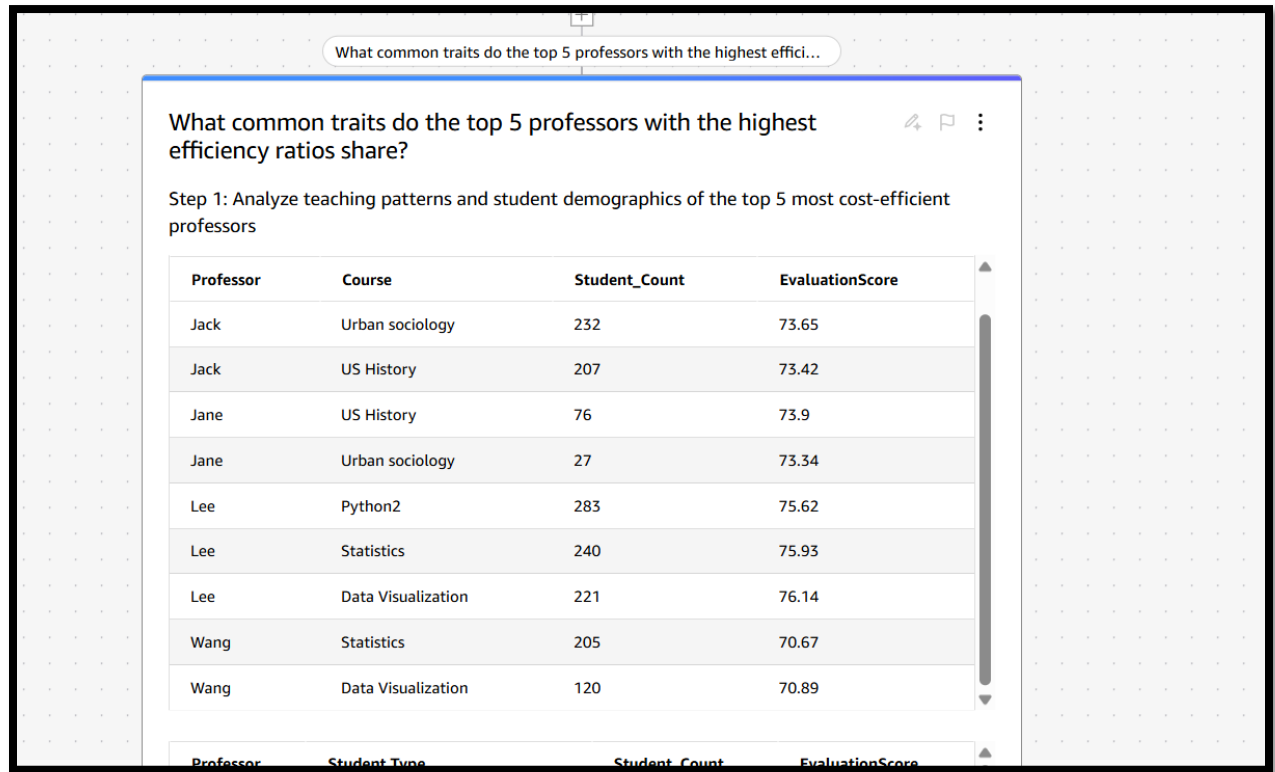 What common traits do the top 5 professors with the highest effici...
What common traits do the top 5 professors with the highest
efficiency ratios share?
Step 1: Analyze teaching patterns and student demographics of the top 5 most cost-efficient
professors
Professor Course Student_Count EvaluationScore
Jack Urban sociology 232 73.65
Jack US History 207 73.42
Jane US History 76 73.9
Jane Urban sociology 27 73.34
Lee Python2 283 75.62
Lee Statistics 240 75.93
Lee Data Visualization 221 76.14
Wang Statistics 205 70.67
Wang Data Visualization 120 70.89
Professor Student Type Student_Count EvaluationScore